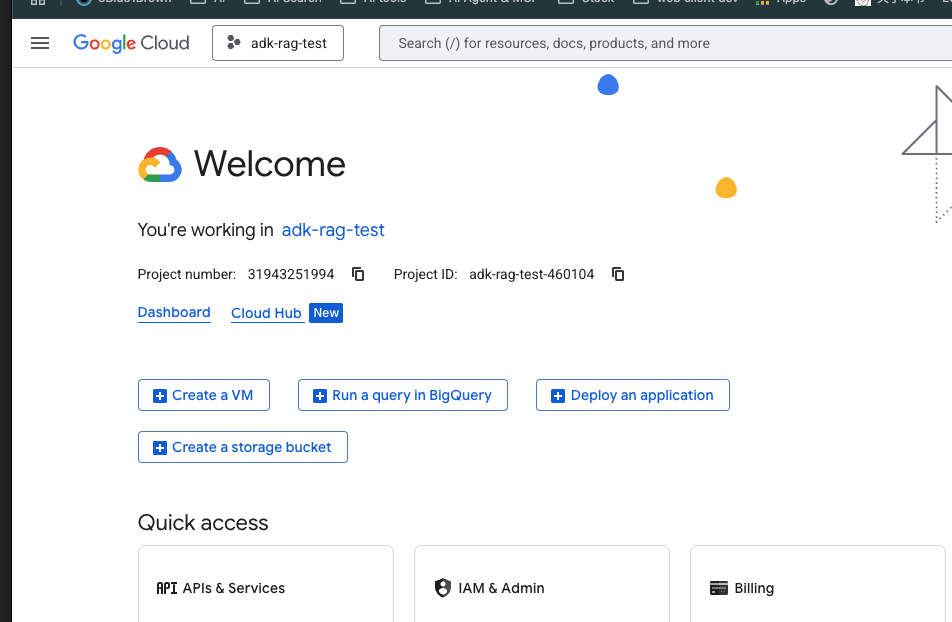 Google Cloud
adk-rag-test
Search (/) for resources, docs, products, and more
Welcome
You're working in adk-rag-test
Project number: 31943251994 Project ID: adk-rag-test-460104
Dashboard Cloud Hub New
Create a VM Run a query in BigQuery Deploy an application
Create a storage bucket
Quick access
API APIs & Services IAM & Admin Billing